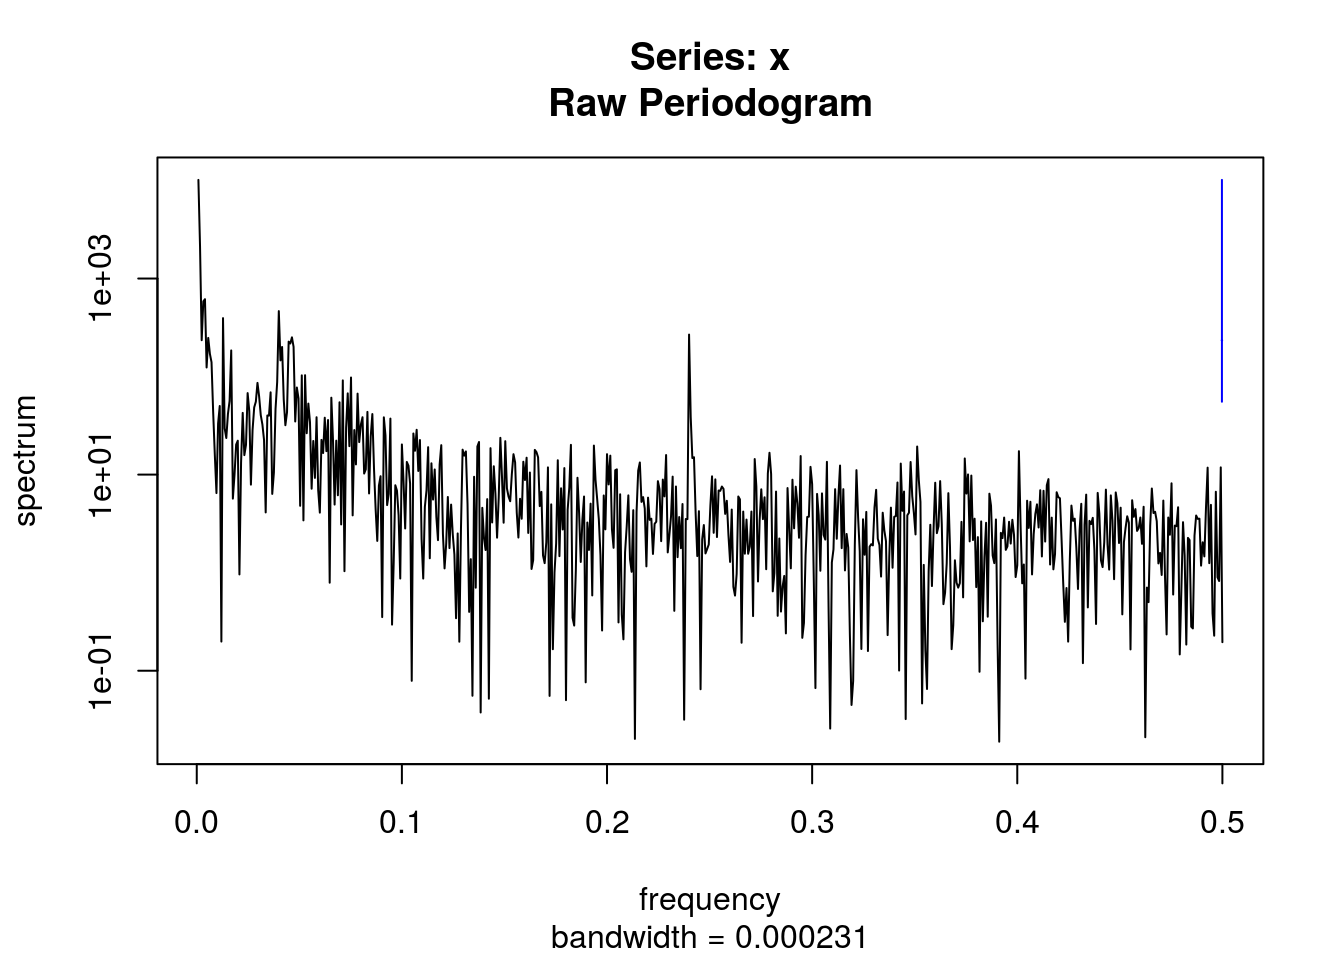 Series: x
Raw Periodogram
spectrum
1e+03
1e+01
1e-01
0.0 0.1 0.2 0.3 0.4 0.5
frequency
bandwidth = 0.000231